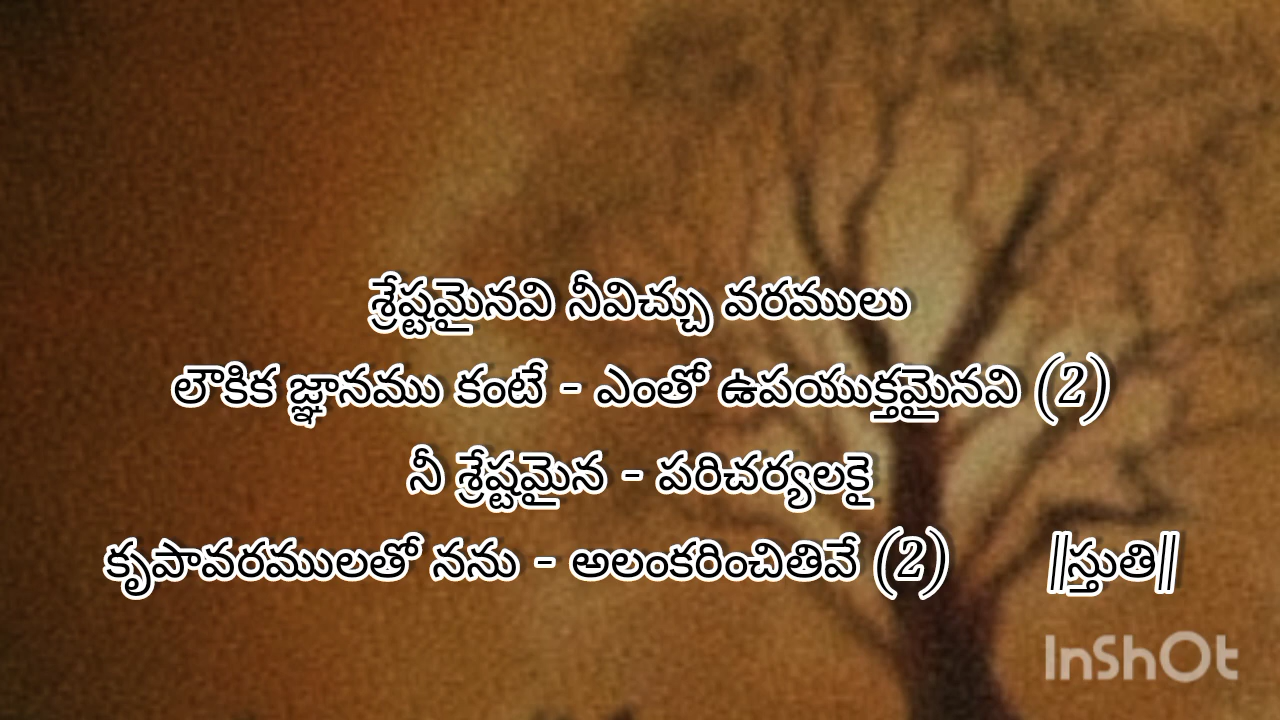 శ్రేష్టమైనవి నీవిచ్చు వరములు
లౌకిక జ్ఞానము కంటే - ఎంతో ఉపయుక్తమైనవి (2)
నీ శ్రేష్టమైన - పరిచర్యలకై
కృపావరములతో నను - అలంకరించితివే (2) ||స్తుతి||
InShOt